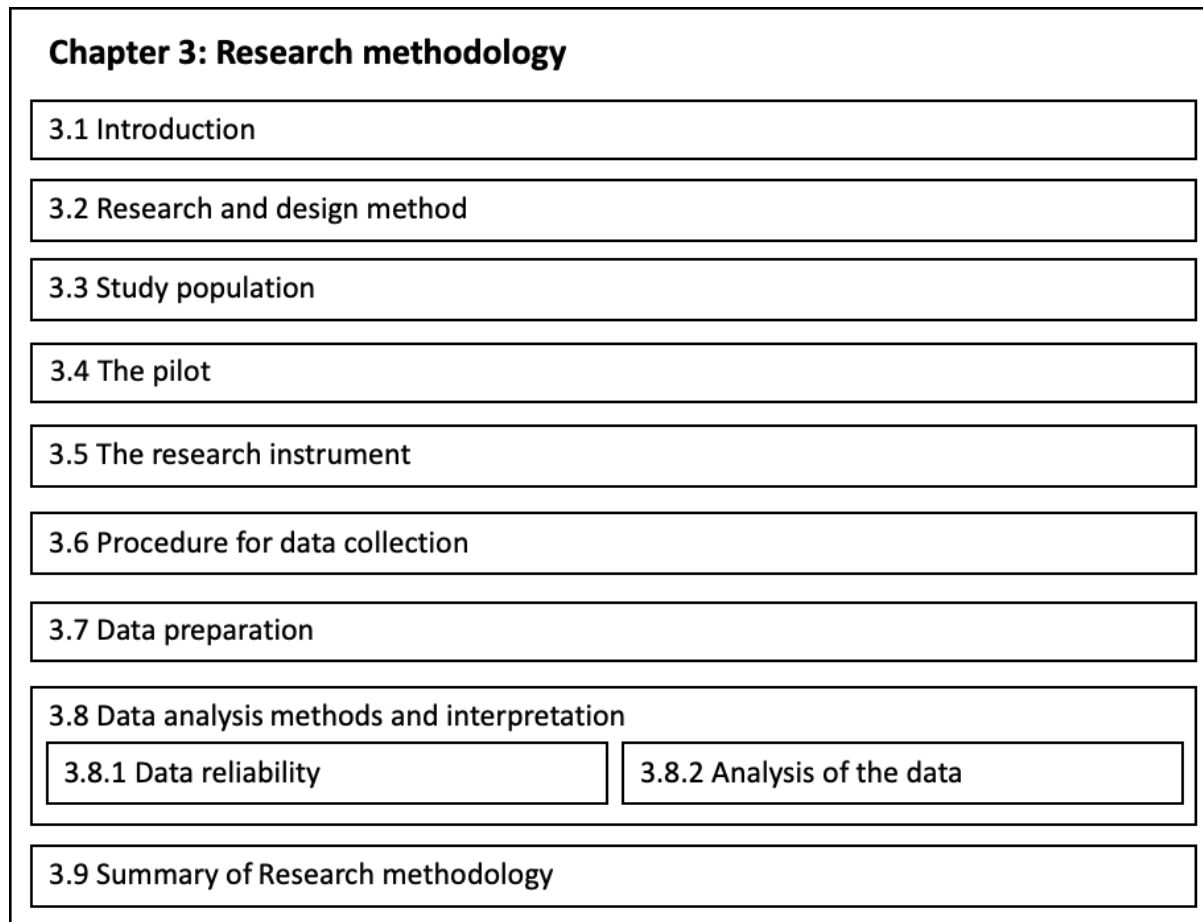 Chapter 3: Research methodology
3.1 Introduction
3.2 Research and design method
3.3 Study population
3.4 The pilot
3.5 The research instrument
3.6 Procedure for data collection
3.7 Data preparation
3.8 Data analysis methods and interpretation
3.8.1 Data reliability
3.8.2 Analysis of the data
3.9 Summary of Research methodology